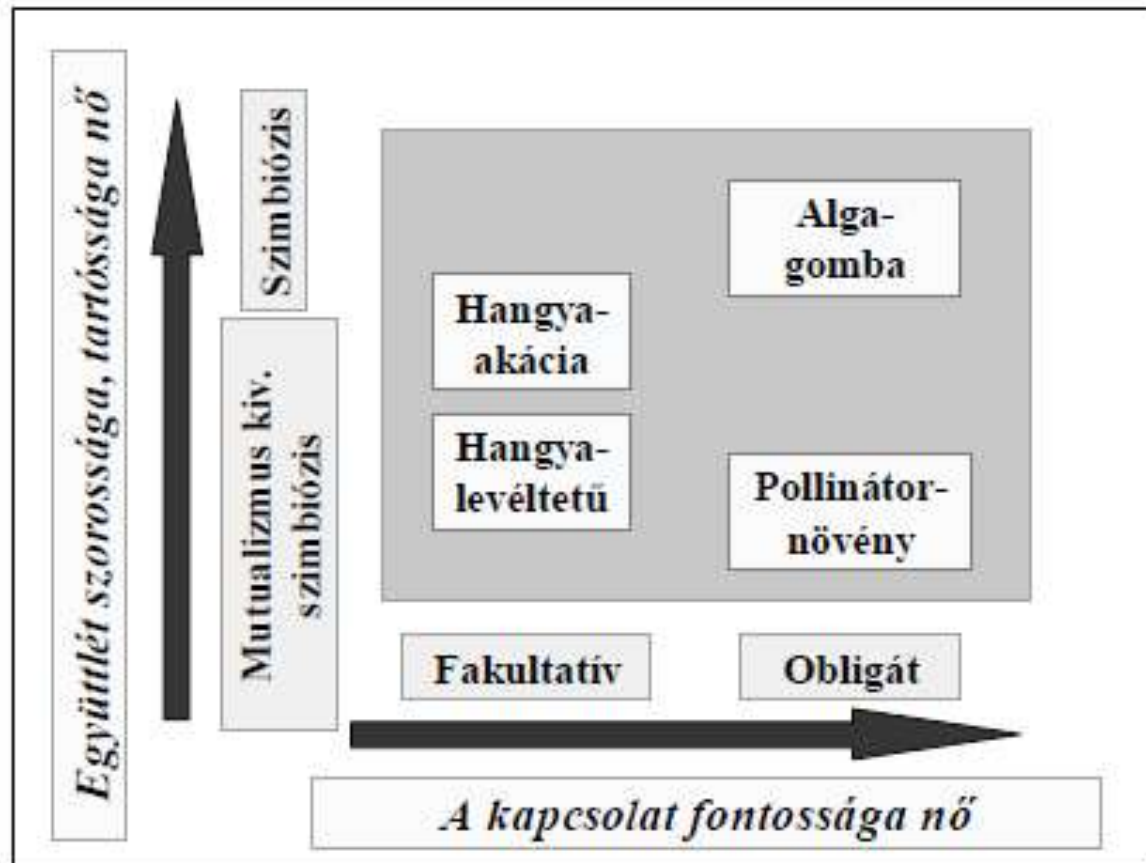 Együttlét szorossága, tartóssága nő
Szimbiózis
Mutualizmus kiv.
szimbiózis
Alga-
gomba
Hangya-
akácia
Hangya-
levéltetű
Pollinátor-
növény
Fakultatív
Obligát
A kapcsolat fontossága nő